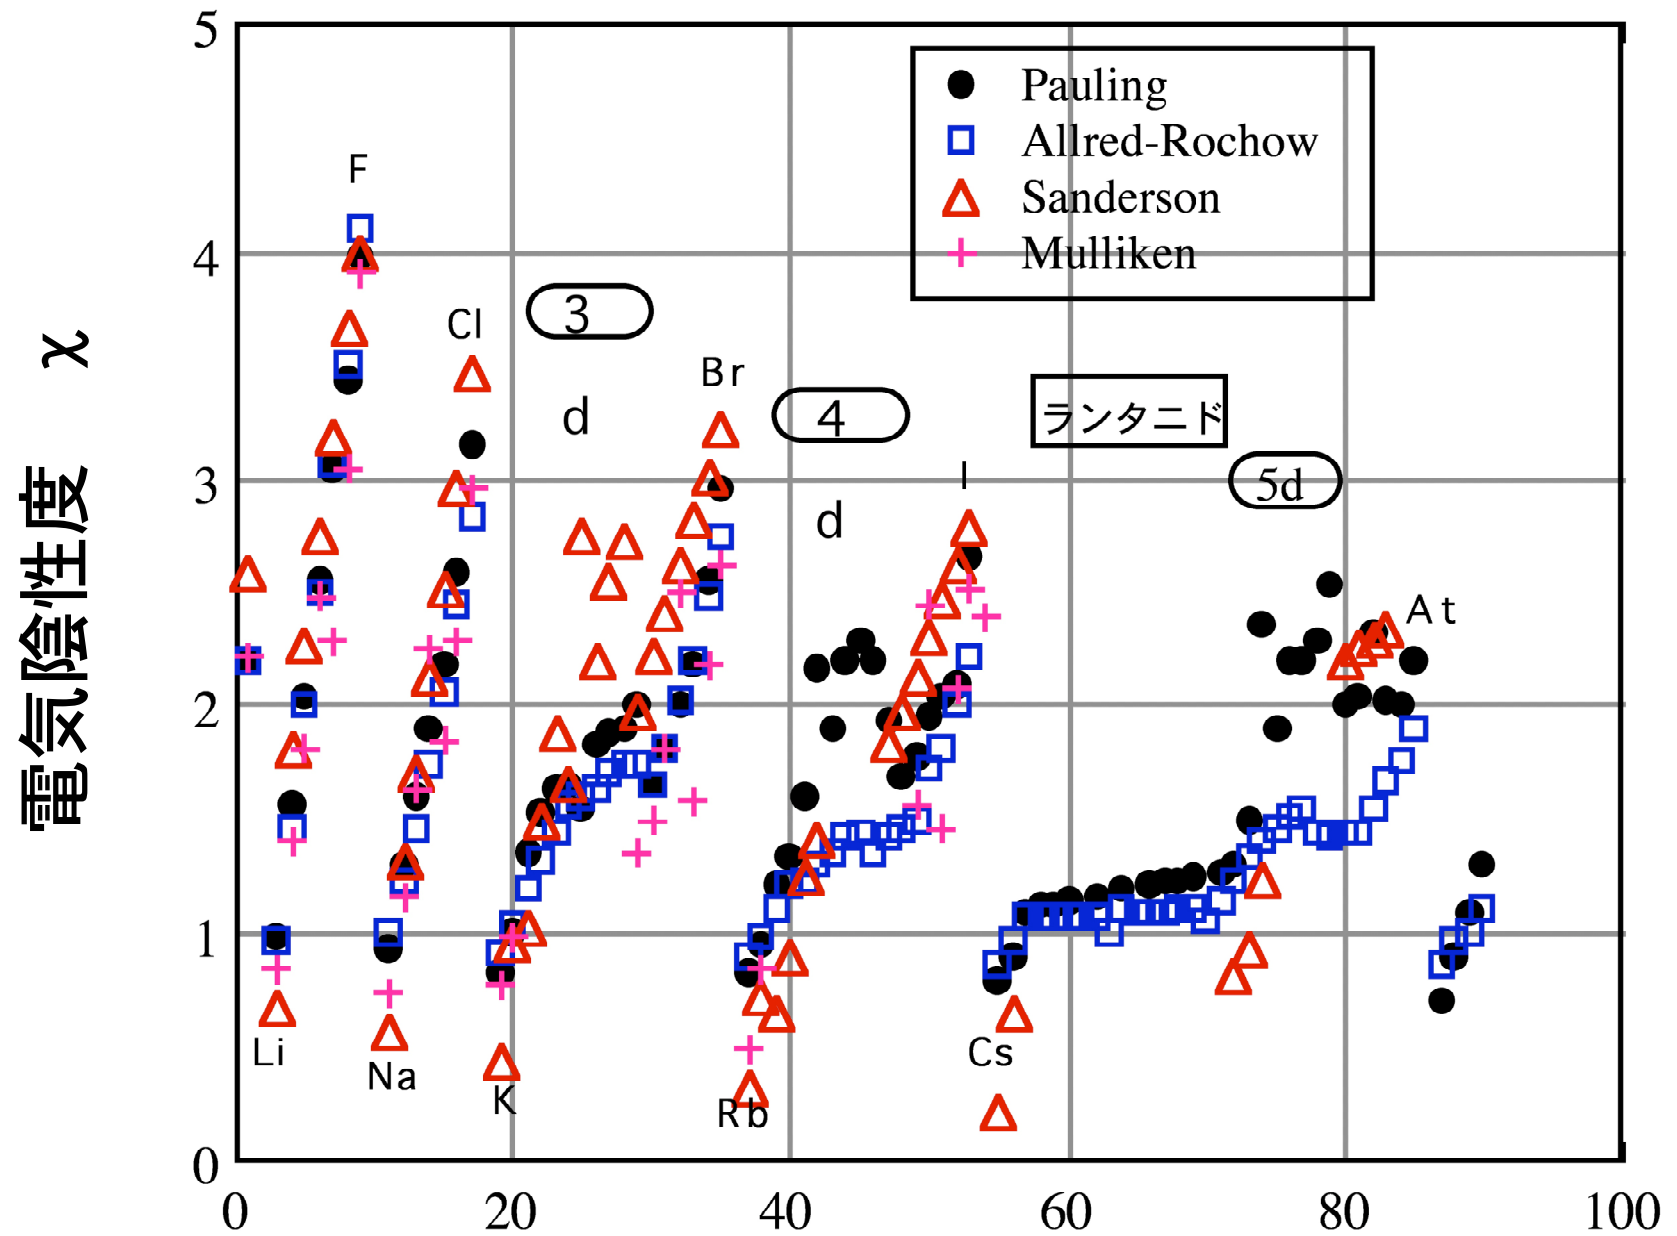 電気陰性度 χ
5
4
3
2
1
0
0 20 40 60 80 100
Pauling
Allred-Rochow
Sanderson
Mulliken
F
Cl
3
d
Br
4
d
I
ランタニド
5d
At
Li
Na
K
Rb
Cs